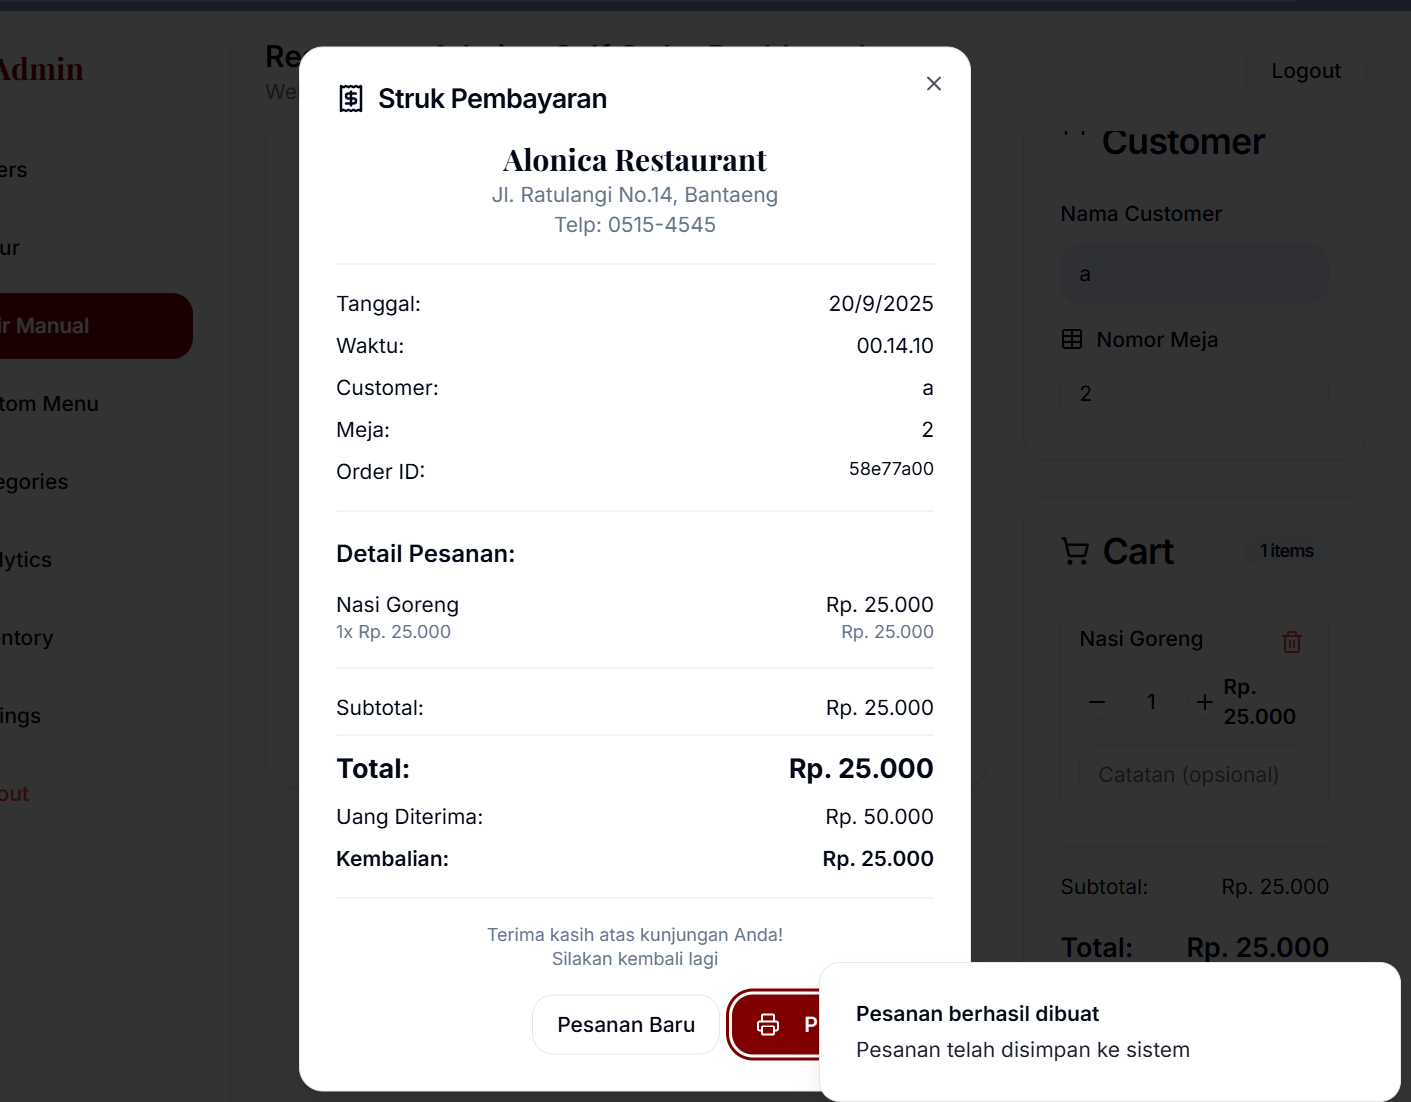 Admin
Logout
Struk Pembayaran
Alonica Restaurant
Jl. Ratulangi No.14, Bantaeng
Telp: 0515-4545
Tanggal: 20/9/2025
Waktu: 00.14.10
Customer: a
Meja: 2
Order ID: 58e77a00
Detail Pesanan:
Nasi Goreng Rp. 25.000
1x Rp. 25.000 Rp. 25.000
Subtotal: Rp. 25.000
Total: Rp. 25.000
Uang Diterima: Rp. 50.000
Kembalian: Rp. 25.000
Terima kasih atas kunjungan Anda!
Silakan kembali lagi
Pesanan Baru
P
Pesanan berhasil dibuat
Pesanan telah disimpan ke sistem
Re
We
ers
ur
ir Manual
tom Menu
egories
lytics
entory
ings
out
Customer
Nama Customer
a
Nomor Meja
2
Cart 1 items
Nasi Goreng
1
Rp.
25.000
Catatan (opsional)
Subtotal: Rp. 25.000
Total: Rp. 25.000